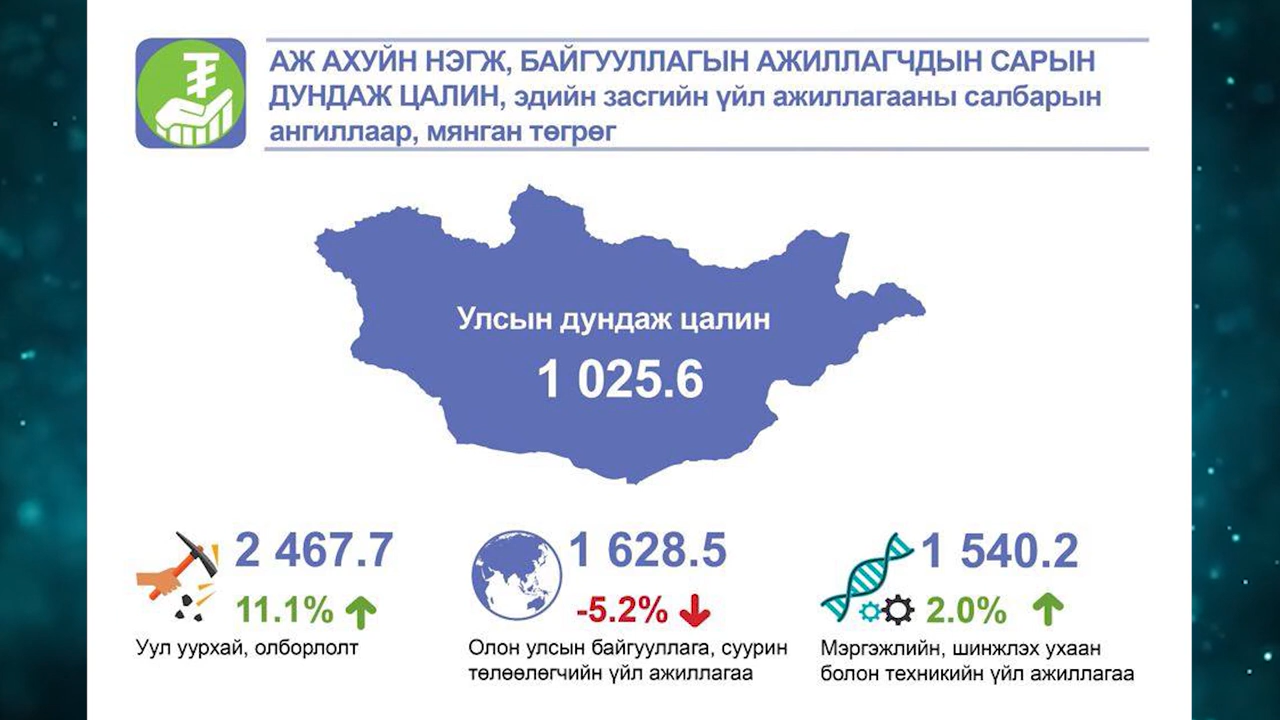 АЖ АХУЙН НЭГЖ, БАЙГУУЛЛАГЫН АЖИЛЛАГЧДЫН САРЫН
ДУНДАЖ ЦАЛИН, эдийн засгийн үйл ажиллагааны салбарын
ангиллаар, мянган төгрөг
Улсын дундаж цалин
1 025.6
2 467.7
11.1%
Уул уурхай, олборлолт
1 628.5
-5.2%
Олон улсын байгууллага, суурин
төлөөлөгчийн үйл ажиллагаа
1 540.2
2.0%
Мэргэжлийн, шинжлэх ухаан
болон техникийн үйл ажиллагаа